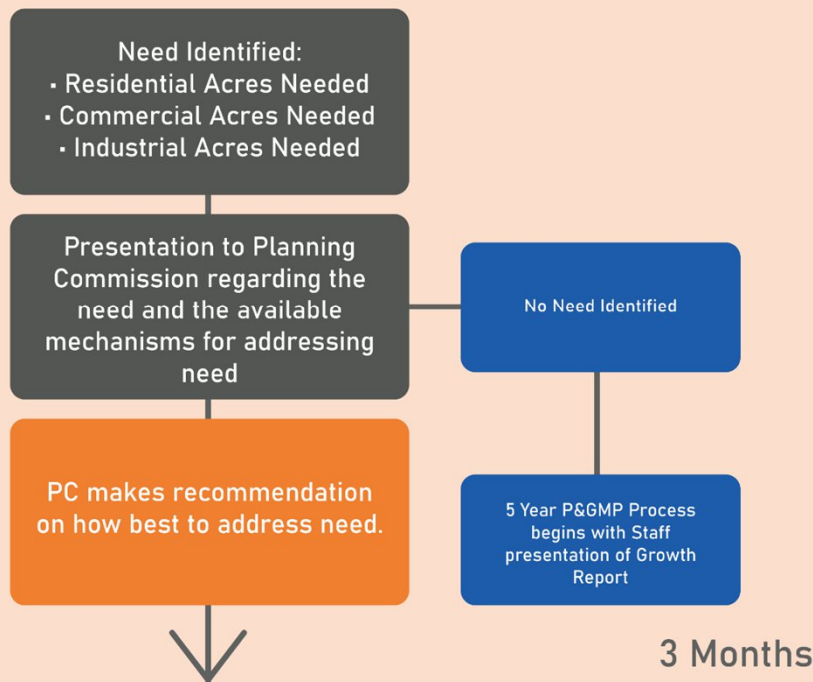 Need Identified:
▪ Residential Acres Needed
▪ Commercial Acres Needed
▪ Industrial Acres Needed
Presentation to Planning
Commission regarding the
need and the available
mechanisms for addressing
need
No Need Identified
PC makes recommendation
on how best to address need.
5 Year P&GMP Process
begins with Staff
presentation of Growth
Report
3 Months